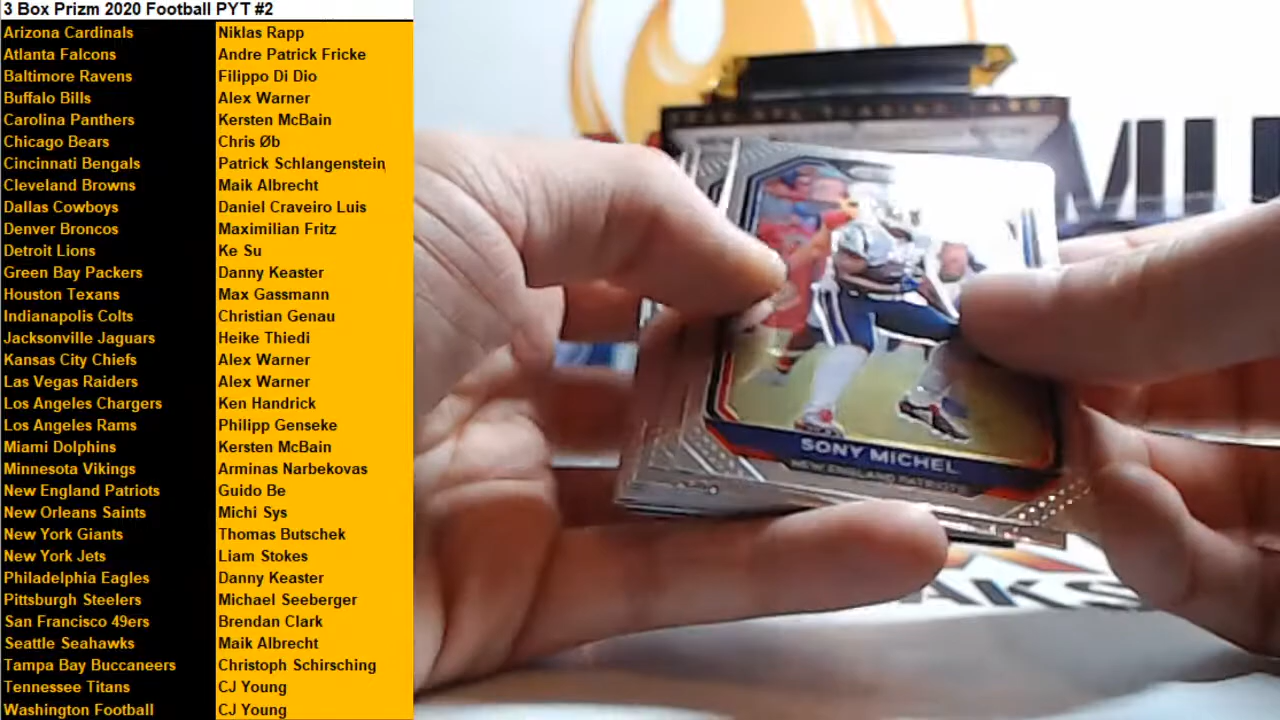 3 Box Prizm 2020 Football PYT #2
Arizona Cardinals Niklas Rapp
Atlanta Falcons Andre Patrick Fricke
Baltimore Ravens Filippo Di Dio
Buffalo Bills Alex Warner
Carolina Panthers Kersten McBain
Chicago Bears Chris Øb
Cincinnati Bengals Patrick Schlangenstein
Cleveland Browns Maik Albrecht
Dallas Cowboys Daniel Craveiro Luis
Denver Broncos Maximilian Fritz
Detroit Lions Ke Su
Green Bay Packers Danny Keaster
Houston Texans Max Gassmann
Indianapolis Colts Christian Genau
Jacksonville Jaguars Heike Thiedi
Kansas City Chiefs Alex Warner
Las Vegas Raiders Alex Warner
Los Angeles Chargers Ken Handrick
Los Angeles Rams Philipp Genseke
Miami Dolphins Kersten McBain
Minnesota Vikings Arminas Narbekovas
New England Patriots Guido Be
New Orleans Saints Michi Sys
New York Giants Thomas Butschek
New York Jets Liam Stokes
Philadelphia Eagles Danny Keaster
Pittsburgh Steelers Michael Seeberger
San Francisco 49ers Brendan Clark
Seattle Seahawks Maik Albrecht
Tampa Bay Buccaneers Christoph Schirsching
Tennessee Titans CJ Young
Washington Football CJ Young
SONY MICHEL
NEW ENGLAND PATRIOTS